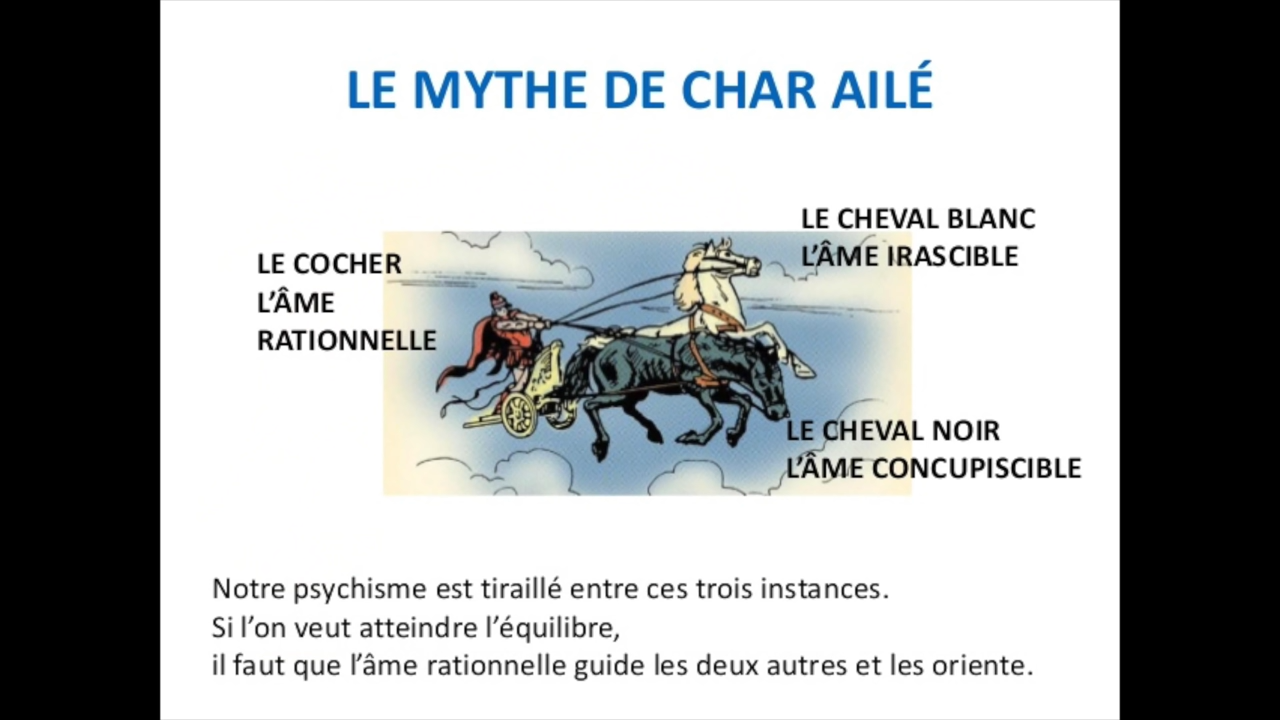 LE MYTHE DE CHAR AILÉ
LE CHEVAL BLANC
L’ÂME IRASCIBLE
LE COCHER
L’ÂME
RATIONNELLE
LE CHEVAL NOIR
L’ÂME CONCUPISCIBLE
Notre psychisme est tiraillé entre ces trois instances.
Si l’on veut atteindre l’équilibre,
il faut que l’âme rationnelle guide les deux autres et les oriente.